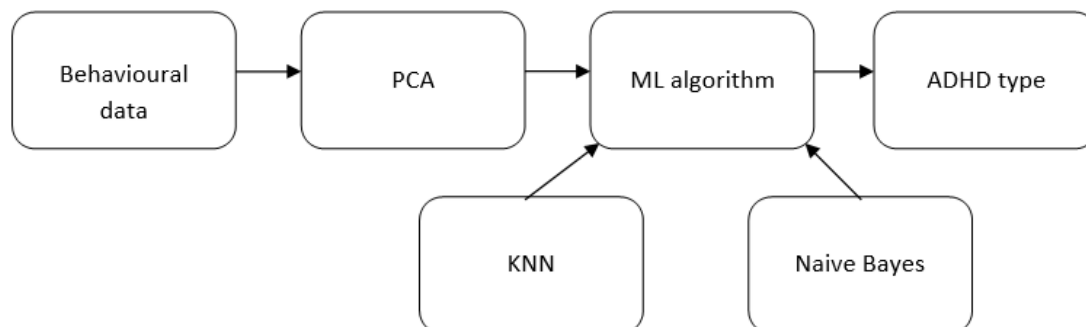 Behavioural
data
PCA
ML algorithm
ADHD type
KNN
Naive Bayes